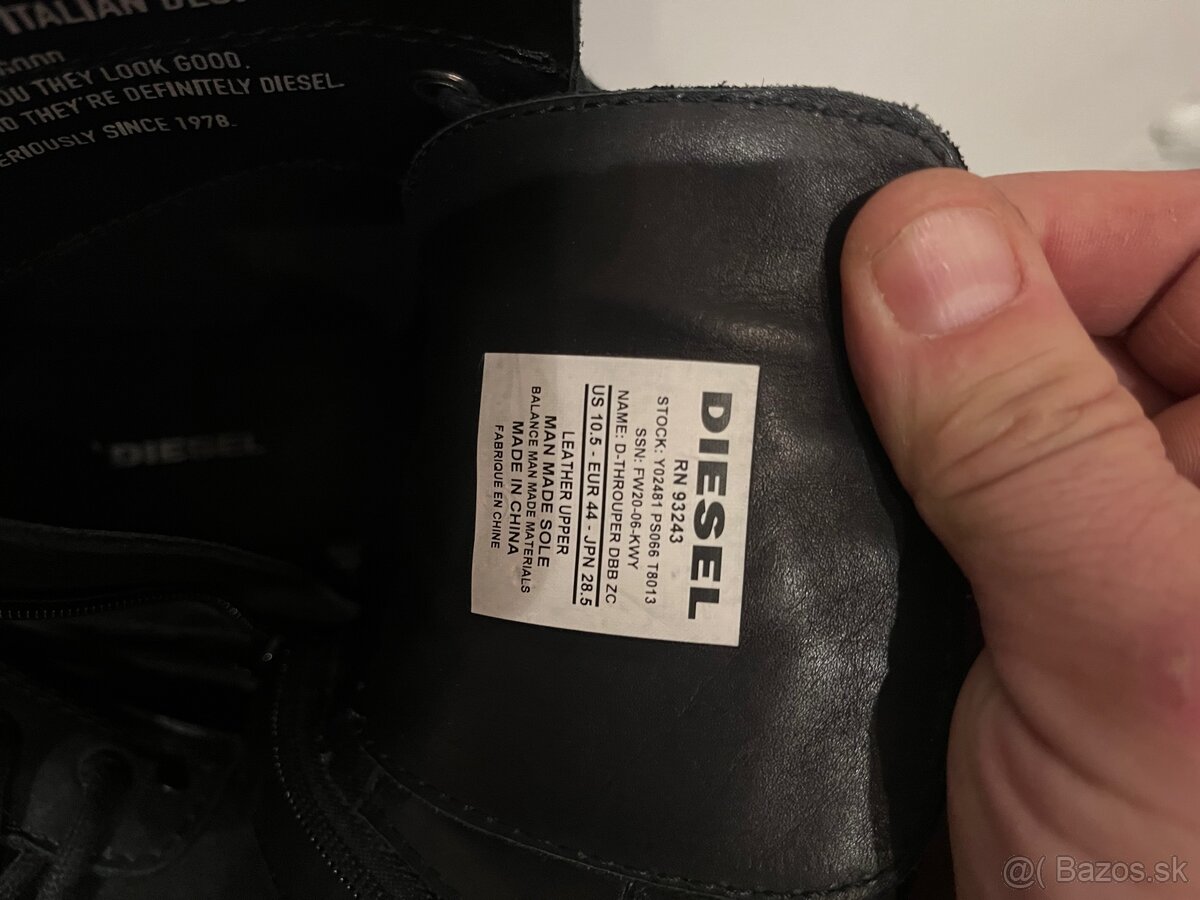 ITALIAN
YOU THEY LOOK GOOD.
THEY'RE DEFINITELY DIESEL.
SERIOUSLY SINCE 1978.
DIESEL
DIESEL
RN 93243
STOCK: Y02481 PS066 T8013
SSN: FW20-06-KWY
NAME: D-THROUPER DBB ZC
US 10.5 - EUR 44 - JPN 28.5
LEATHER UPPER
MAN MADE SOLE
BALANCE MAN MADE MATERIALS
MADE IN CHINA
FABRIQUE EN CHINE
@( Bazos.sk